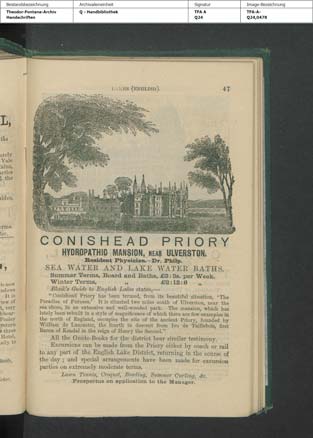 Bestandsbezeichnung Archivalieneinheit Signatur Image-Bezeichnung
Theodor-Fontane-Archiv Q - Handbibliothek TFA A TFA-A-
Handschriften Q24 Q24,0478
LAKES (ENGLISH). 47
CONISHEAD PRIORY
HYDROPATHIC MANSION, NEAR ULVERSTON.
Resident Physician.—Dr. Philp.
SEA WATER AND LAKE WATER BATHS.
Summer Terms, Board and Baths, £3:3s. per Week.
Winter Terms, " £2:12:6 "
Black's Guide to English Lakes states,—
"Conishead Priory has been termed, from its beautiful situation, 'The
Paradise of Furness.' It is situated two miles south of Ulverston, near the
sea shore, in an extensive and well-wooded park. The mansion, which has
lately been rebuilt in a style of magnificence of which there are few examples in
the north of England, occupies the site of the ancient Priory, founded by
William de Lancaster, the fourth in descent from Ivo de Taillebois, first
Baron of Kendal in the reign of Henry the Second."
All the Guide-Books for the district bear similar testimony.
Excursions can be made from the Priory either by coach or rail
to any part of the English Lake District, returning in the course of
the day; and special arrangements have been made for excursion
parties on extremely moderate terms.
Lawn Tennis, Croquet, Bowling, Summer Curling, &c.
Prospectus on application to the Manager.